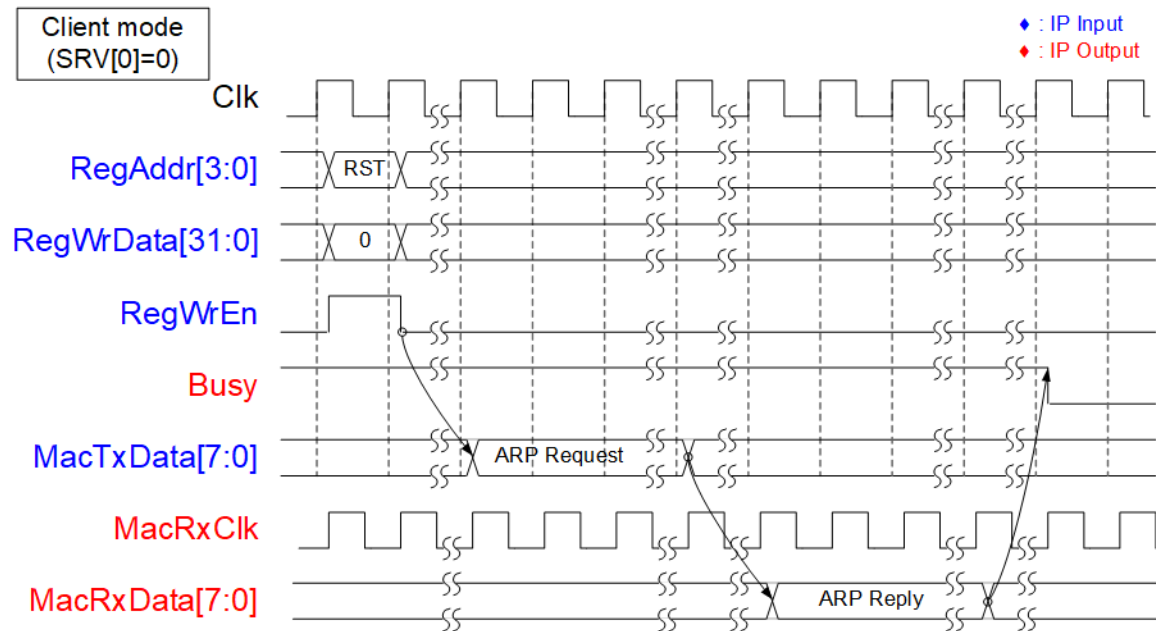 Client mode
(SRV[0]=0)
♦ : IP Input
♦ : IP Output
Clk
RegAddr[3:0]
RST
RegWrData[31:0]
0
RegWrEn
Busy
MacTxData[7:0]
ARP Request
MacRxClk
MacRxData[7:0]
ARP Reply